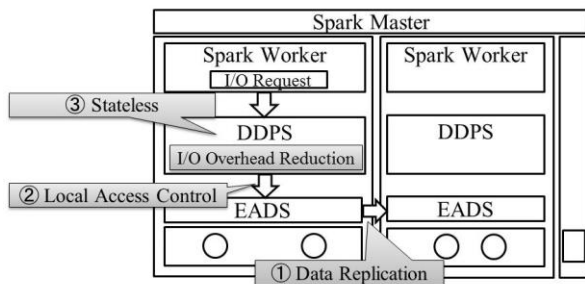 Spark Master
Spark Worker
I/O Request
③ Stateless
DDPS
I/O Overhead Reduction
② Local Access Control
EADS
① Data Replication
Spark Worker
DDPS
EADS